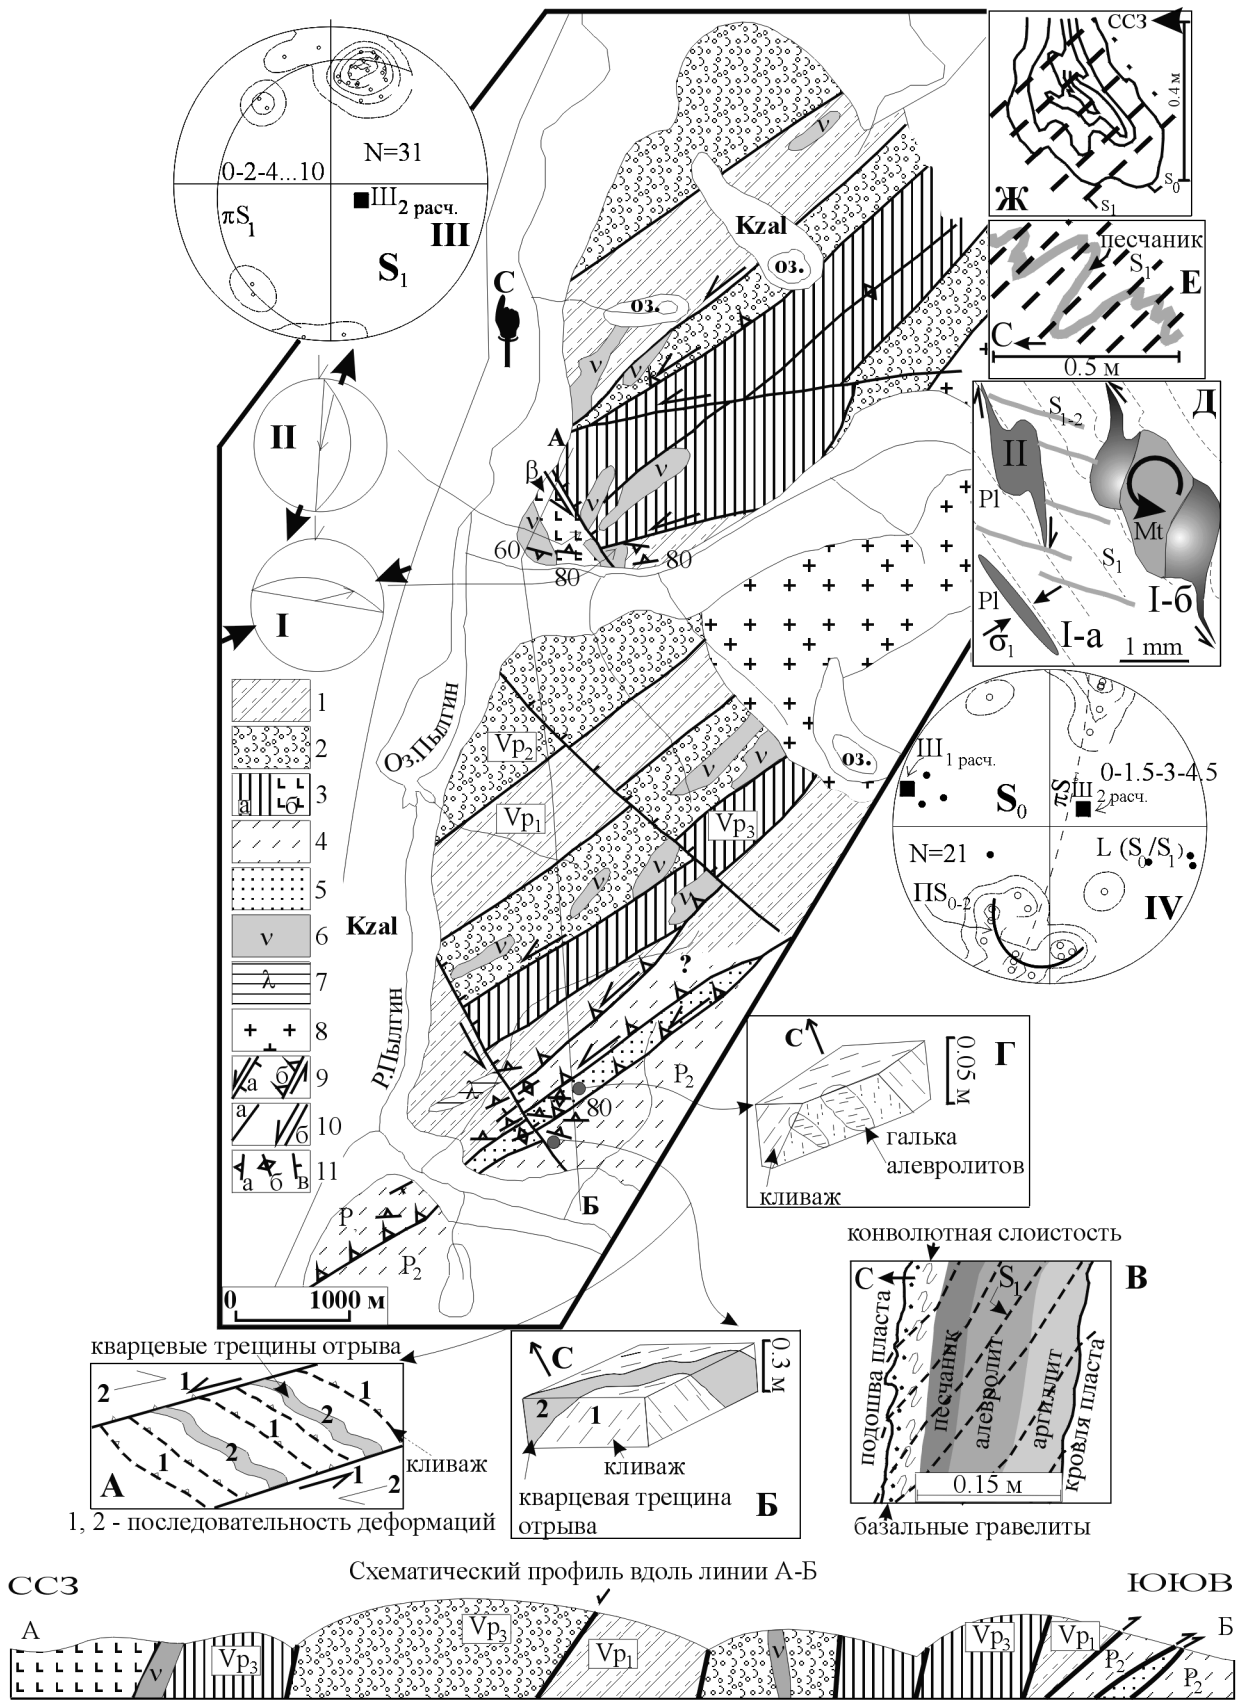 0-2-4...10
N=31
πS₁
Ш₂ расч.
III
S₁
II
I
С
Kzal
оз.
оз.
ν
ν
ν
А
β
ν
ν
ν
60
80
80
ССЗ
0.4 м
S₀
S₁
Ж
песчаник
S₁
Е
С
0.5 м
Д
S₁₋₂
II
Pl
Mt
S₁
Pl
I-б
σ₁
I-а
1 mm
Ш₁ расч.
S₀
πS
0-1.5-3-4.5
Ш₂ расч.
N=21
L (S₀/S₁)
ΠS₀₋₂
IV
1
2
а б 3
4
5
ν 6
λ 7
8
а б 9
а б 10
а б в 11
Оз.Пылгин
Vp₂
Vp₁
Vp₃
ν
ν
ν
ν
ν
ν
оз.
Kzal
Р.Пылгин
?
λ
P₂
80
Б
P
P₂
0 1000 м
С
Г
0.05 м
галька
алевролитов
кливаж
конволютная слоистость
С
S₁
В
подошва пласта
песчаник
алевролит
аргиллит
кровля пласта
0.15 м
базальные гравелиты
кварцевые трещины отрыва
2
1
1
2
1
2
1
1
2
А
кливаж
1, 2 - последовательность деформаций
С
0.3 м
2
1
кливаж
кварцевая трещина
отрыва
Б
Схематический профиль вдоль линии А-Б
ССЗ
ЮЮВ
А
ν
Vp₃
Vp₃
Vp₁
ν
Vp₃
Vp₁
P₂
P₂
Б